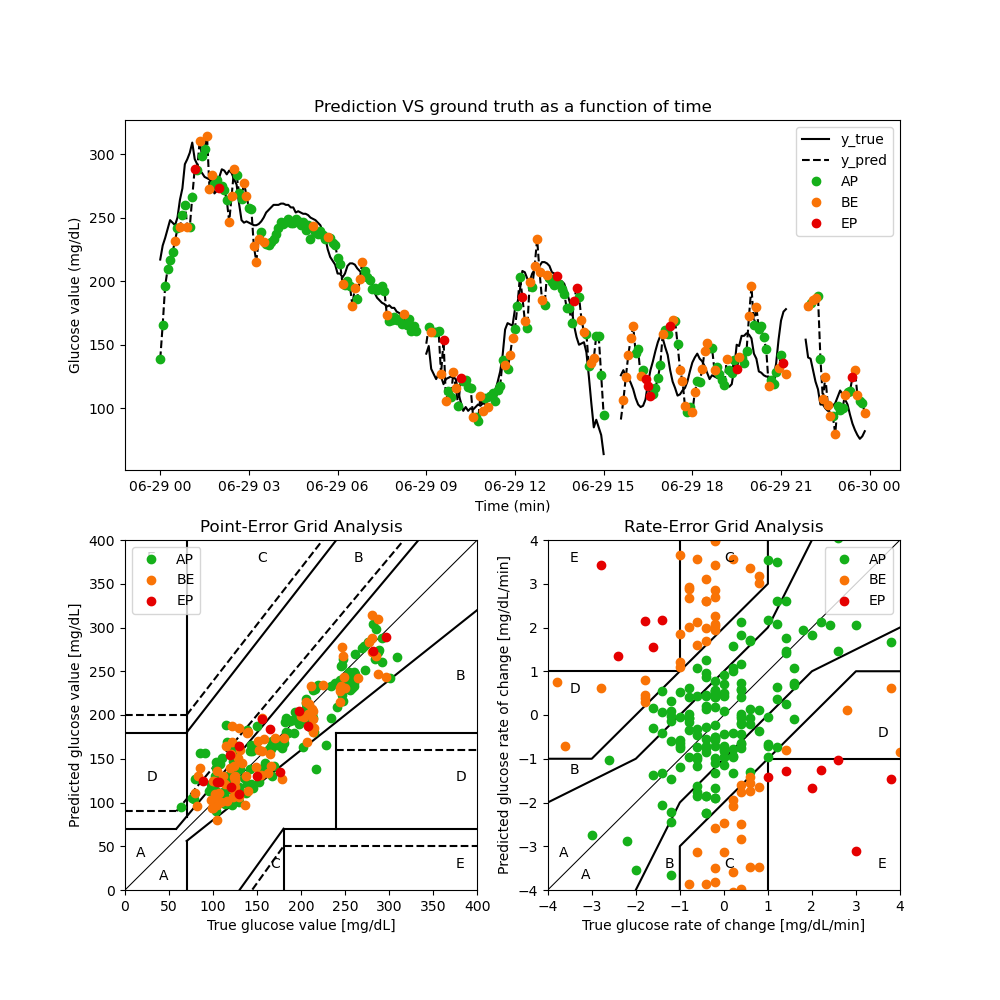 Prediction VS ground truth as a function of time
Glucose value (mg/dL)
300
250
200
150
100
y_true
y_pred
AP
BE
EP
06-29 00 06-29 03 06-29 06 06-29 09 06-29 12 06-29 15 06-29 18 06-29 21 06-30 00
Time (min)
Point-Error Grid Analysis
Predicted glucose value [mg/dL]
400
350
300
250
200
150
100
50
0
AP
BE
EP
C
B
B
D
D
A
A
C
E
0 50 100 150 200 250 300 350 400
True glucose value [mg/dL]
Rate-Error Grid Analysis
Predicted glucose rate of change [mg/dL/min]
4
3
2
1
0
−1
−2
−3
−4
E
C
AP
BE
EP
D
D
B
A
A
B
C
E
−4 −3 −2 −1 0 1 2 3 4
True glucose rate of change [mg/dL/min]